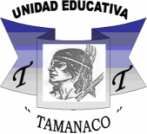 UNIDAD EDUCATIVA
T T
" TAMANACO "